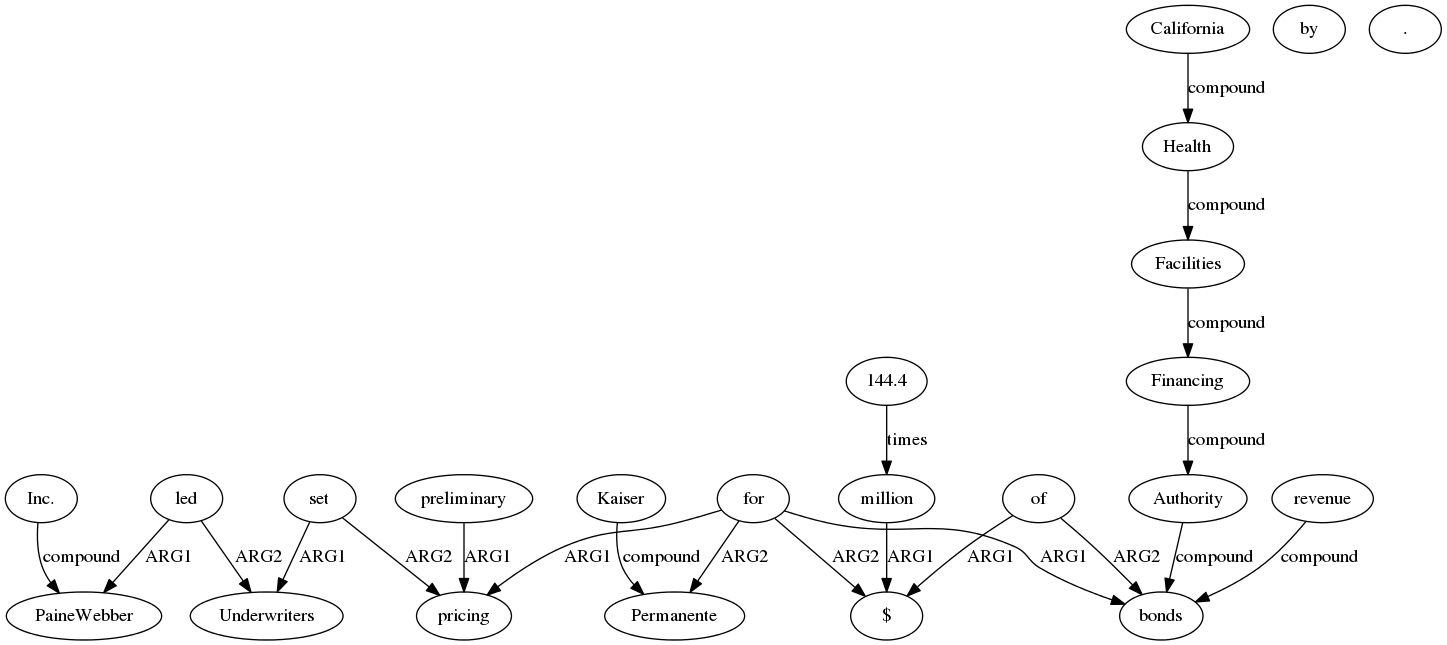 California by .
compound
Health
compound
Facilities
compound
144.4 Financing
times compound
Inc. led set preliminary Kaiser for million of Authority revenue
compound ARG1 ARG2 ARG1 ARG2 ARG1 ARG1 compound ARG2 ARG2 ARG1 ARG1 ARG1 ARG2 compound compound
PaineWebber Underwriters pricing Permanente $ bonds